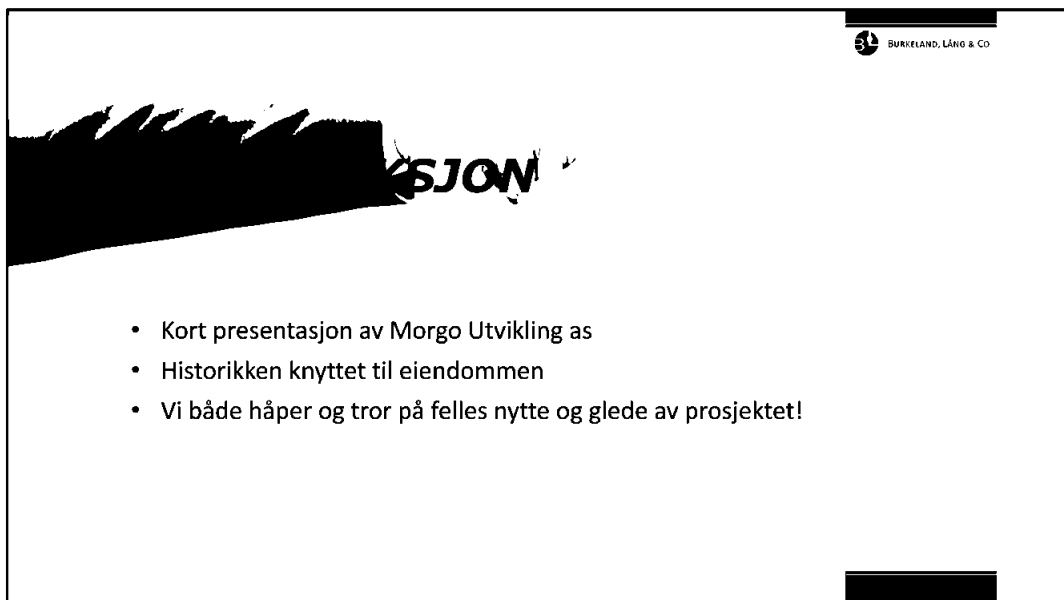 BURKELAND, LÅNG & CO
• Kort presentasjon av Morgo Utvikling as
• Historikken knyttet til eiendommen
• Vi både håper og tror på felles nytte og glede av prosjektet!